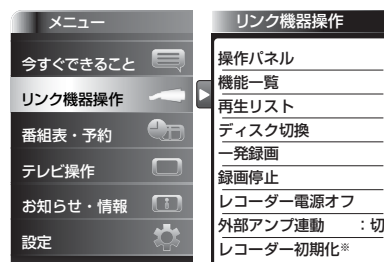 メニュー
今すぐできること
リンク機器操作
番組表・予約
テレビ操作
お知らせ・情報
設定
リンク機器操作
操作パネル
機能一覧
再生リスト
ディスク切換
一発録画
録画停止
レコーダー電源オフ
外部アンプ連動 :切
レコーダー初期化※